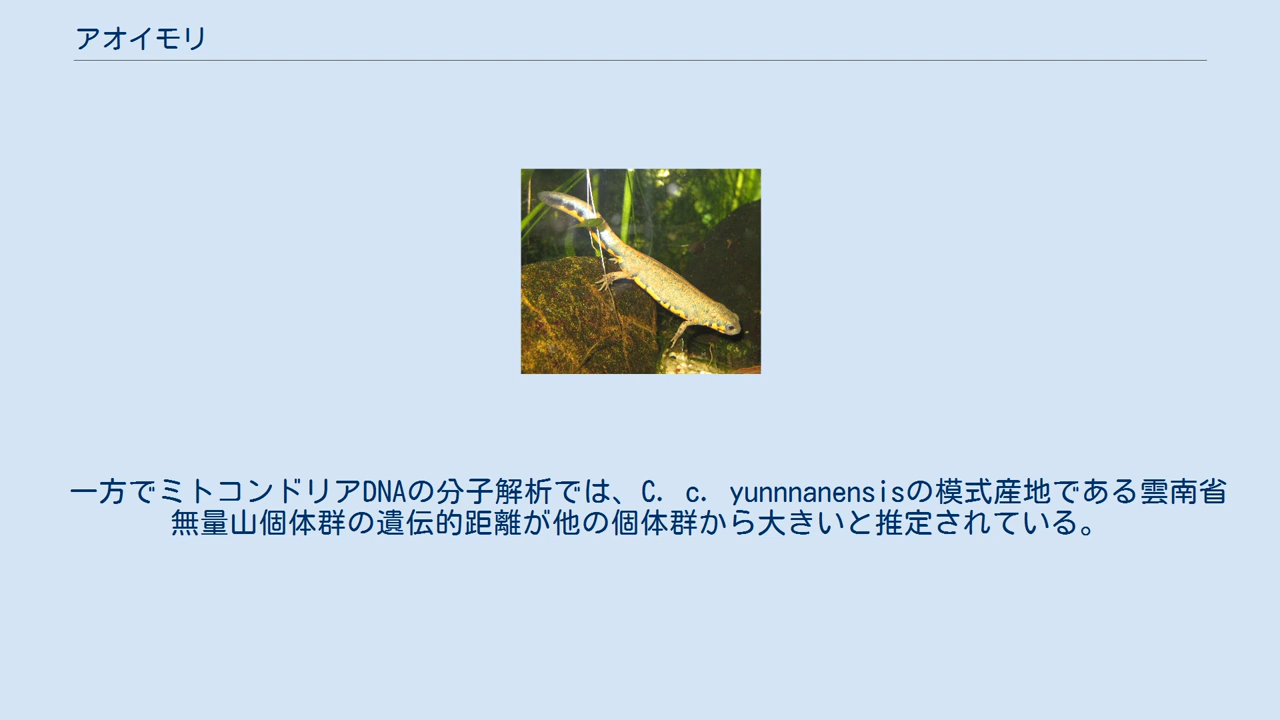 アオイモリ
一方でミトコンドリアDNAの分子解析では、C. c. yunnnanensisの模式産地である雲南省
無量山個体群の遺伝的距離が他の個体群から大きいと推定されている。